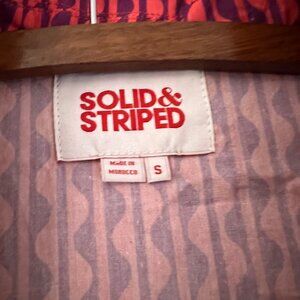 SOLID&
STRIPED
MADE IN
MOROCCO
S